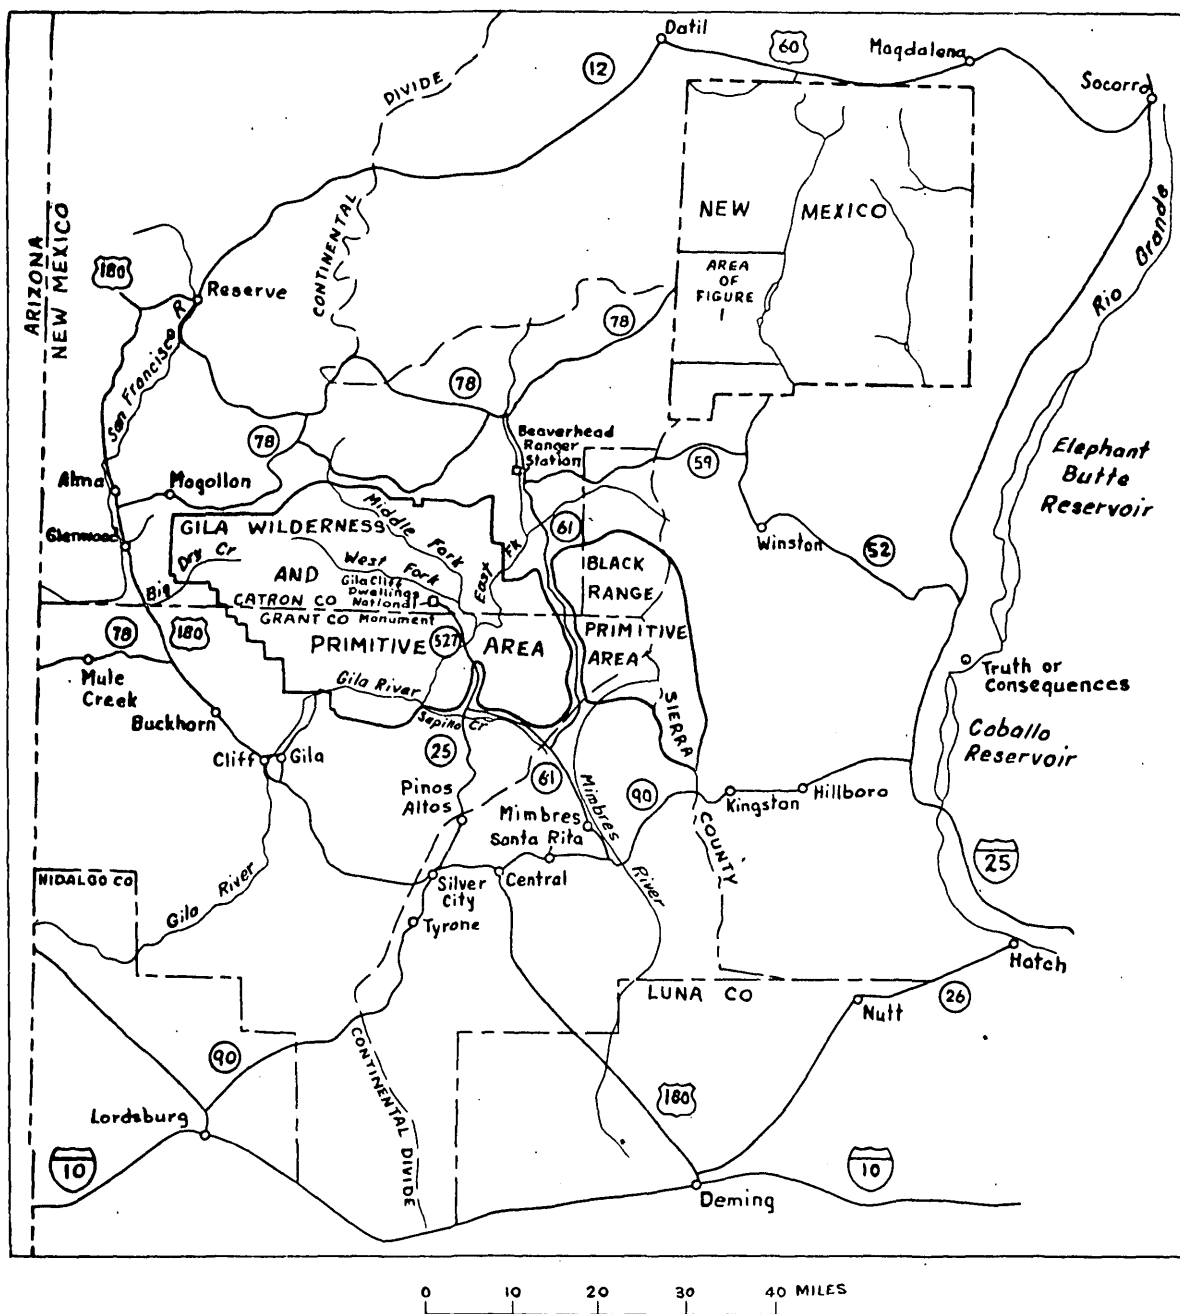 Datil
60
Magdalena
Socorro
12
DIVIDE
CONTINENTAL
NEW MEXICO
AREA
OF
FIGURE
1
Rio Grande
ARIZONA
NEW MEXICO
180
Reserve
San Francisco R
78
78
78
Beaverhead
Ranger
Station
59
Elephant
Butte
Reservoir
Alma
Mogollon
Glenwood
GILA WILDERNESS
Middle Fork
61
Winston
52
Big Dry Cr
West Fork
East Fk
BLACK
RANGE
AND
Gila Cliff
Dwellings
National
CATRON CO
GRANT CO
Monument
78
180
PRIMITIVE
527
AREA
PRIMITIVE
AREA
Mule
Creek
Buckhorn
Gila River
Sapillo Cr
SIERRA
Truth or
Consequences
Caballo
Reservoir
Cliff
Gila
25
61
Pinos
Altos
Mimbres
Santa Rita
Mimbres River
90
Kingston
Hillboro
COUNTY
25
HIDALGO CO
Gila River
Silver
City
Central
Tyrone
Hatch
LUNA CO
Nutt
26
90
CONTINENTAL DIVIDE
180
Lordsburg
10
10
Deming
0 10 20 30 40 MILES